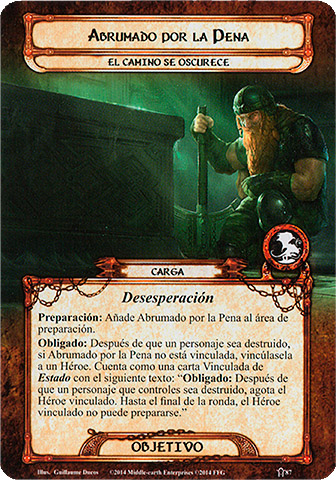 Abrumado por la Pena
El Camino se Oscurece
Carga
Desesperación
Preparación: Añade Abrumado por la Pena al área de
preparación.
Obligado: Después de que un personaje sea destruido,
si Abrumado por la Pena no está vinculada, vincúlasela
a un Héroe. Cuenta como una carta Vinculada de
Estado con el siguiente texto: “Obligado: Después de
que un personaje que controles sea destruido, agota el
Héroe vinculado. Hasta el final de la ronda, el Héroe
vinculado no puede prepararse.”
Objetivo
Illus. Guillaume Ducos ©2014 Middle-earth Enterprises ©2014 FFG